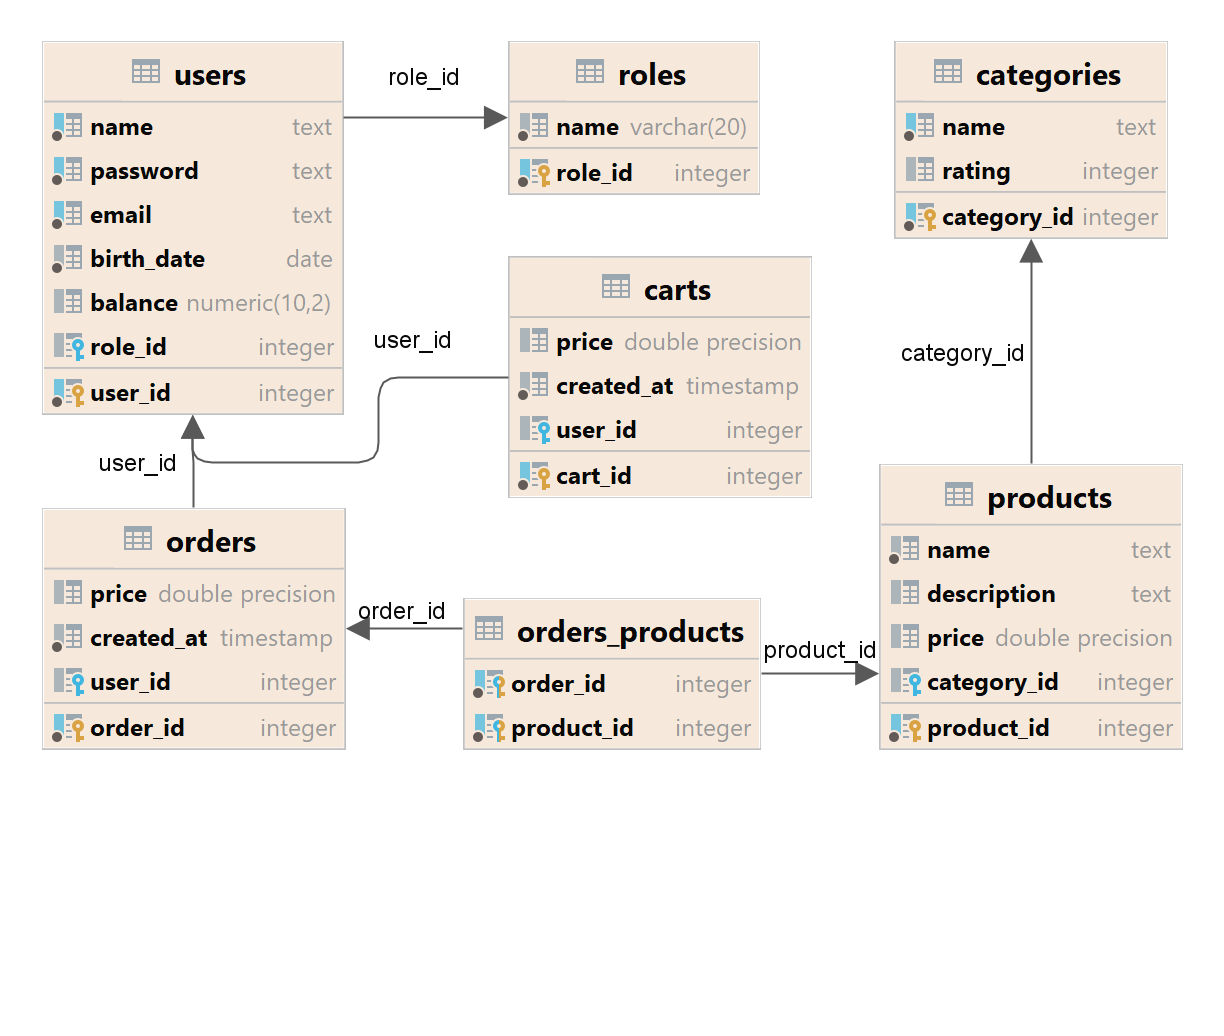 users
name text
password text
email text
birth_date date
balance numeric(10,2)
role_id integer
user_id integer
role_id
roles
name varchar(20)
role_id integer
categories
name text
rating integer
category_id integer
carts
price double precision
created_at timestamp
user_id integer
cart_id integer
user_id
category_id
user_id
orders
price double precision
created_at timestamp
user_id integer
order_id integer
order_id
orders_products
order_id integer
product_id integer
product_id
products
name text
description text
price double precision
category_id integer
product_id integer